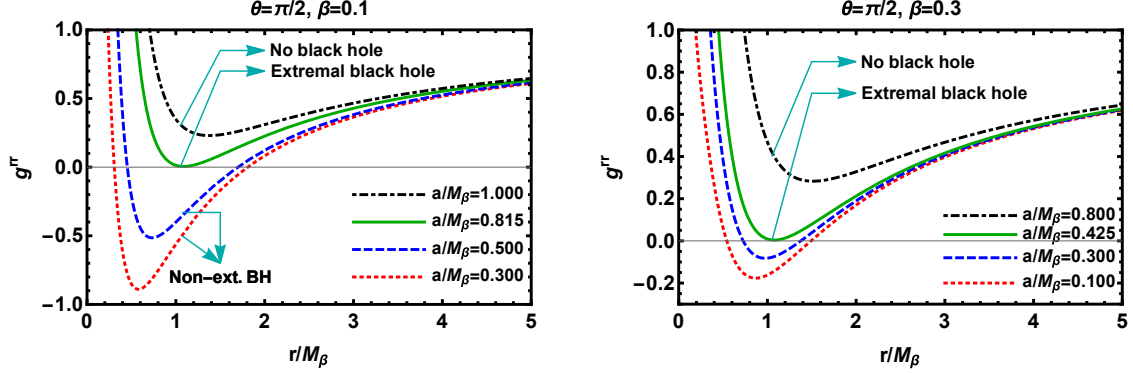 θ=π/2, β=0.1
1.0
0.5
0.0
−0.5
−1.0
g^rr
No black hole
Extremal black hole
a/M_β=1.000
a/M_β=0.815
a/M_β=0.500
a/M_β=0.300
Non−ext. BH
0 1 2 3 4 5
r/M_β
θ=π/2, β=0.3
1.0
0.8
0.6
0.4
0.2
0.0
−0.2
g^rr
No black hole
Extremal black hole
a/M_β=0.800
a/M_β=0.425
a/M_β=0.300
a/M_β=0.100
0 1 2 3 4 5
r/M_β